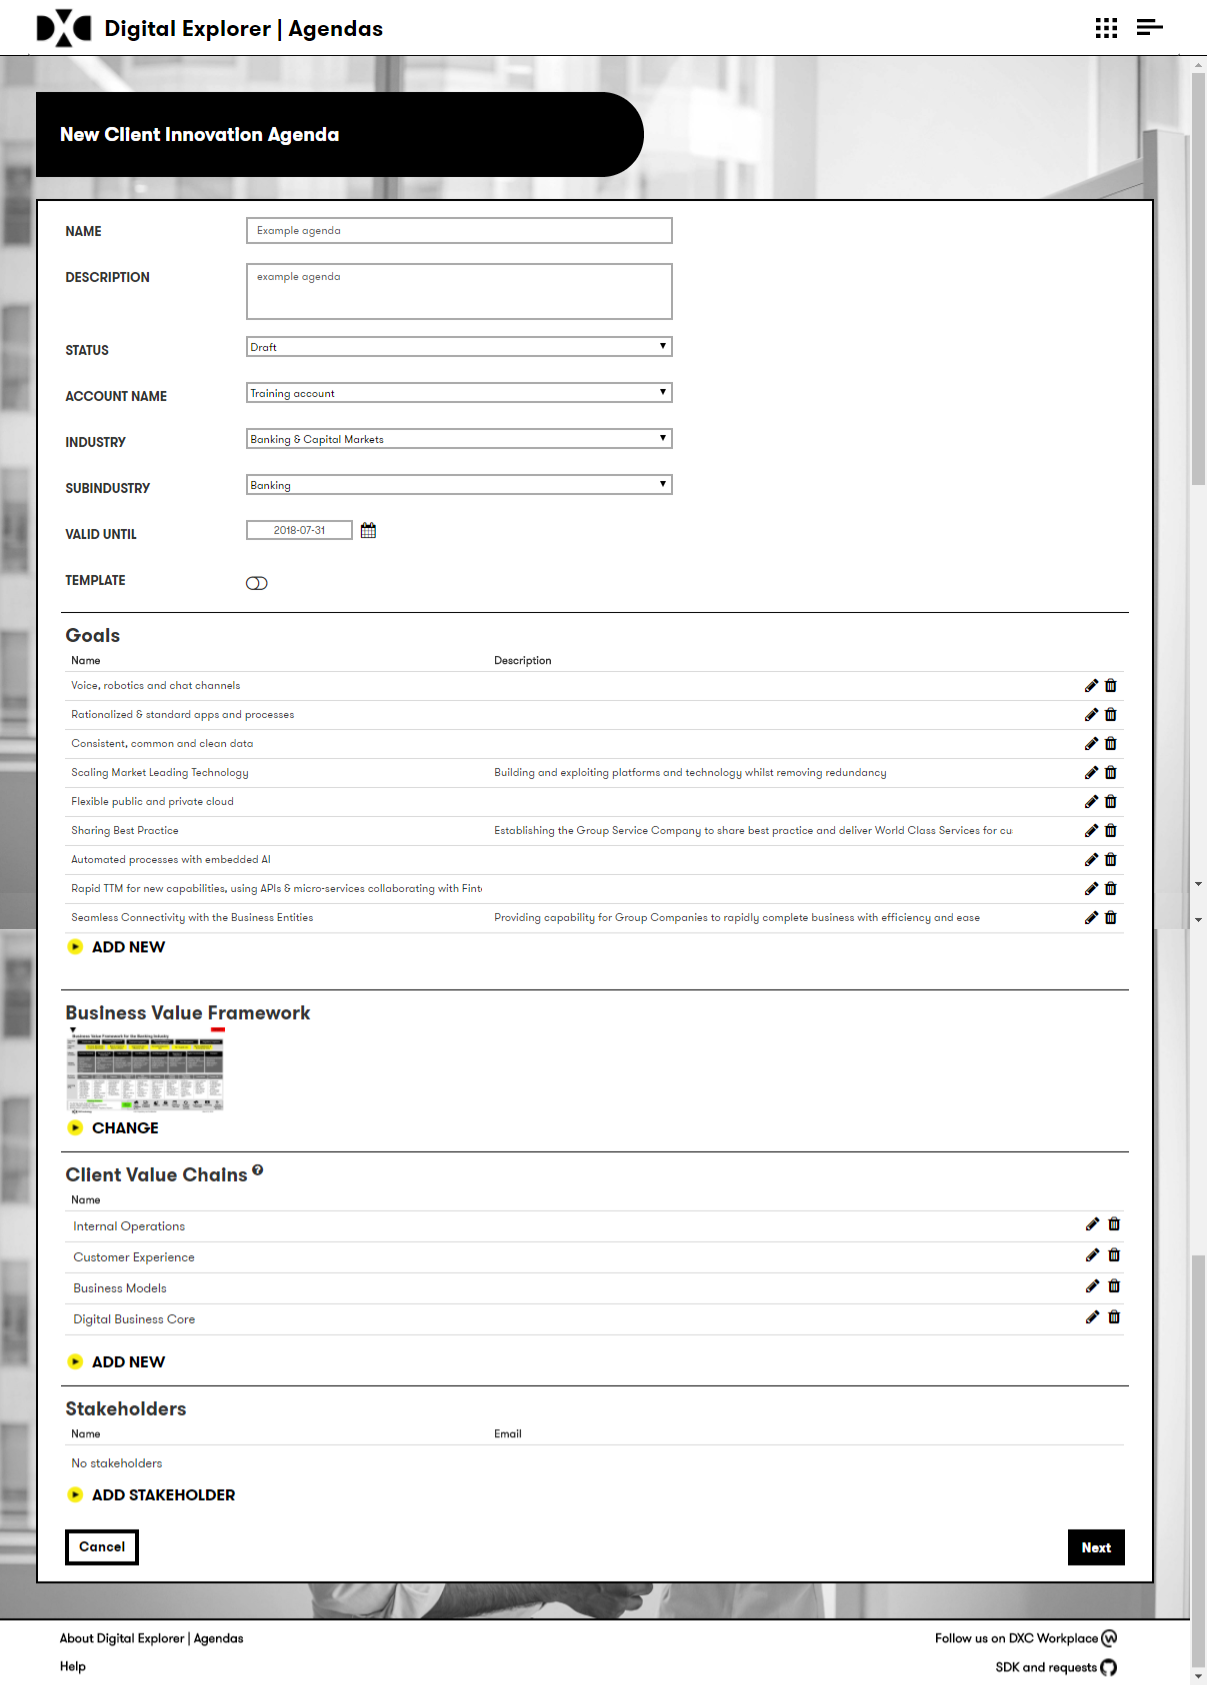 DXC Digital Explorer | Agendas
New Client Innovation Agenda
NAME Example agenda
DESCRIPTION example agenda
STATUS Draft
ACCOUNT NAME Training account
INDUSTRY Banking & Capital Markets
SUBINDUSTRY Banking
VALID UNTIL 2018-07-31
TEMPLATE
Goals
Name Description
Voice, robotics and chat channels
Rationalized & standard apps and processes
Consistent, common and clean data
Scaling Market Leading Technology Building and exploiting platforms and technology whilst removing redundancy
Flexible public and private cloud
Sharing Best Practice Establishing the Group Service Company to share best practice and deliver World Class Services for cu
Automated processes with embedded AI
Rapid TTM for new capabilities, using APIs & micro-services collaborating with Fint
Seamless Connectivity with the Business Entities Providing capability for Group Companies to rapidly complete business with efficiency and ease
ADD NEW
Business Value Framework
Business Value Framework for the Banking Industry
CHANGE
Client Value Chains ?
Name
Internal Operations
Customer Experience
Business Models
Digital Business Core
ADD NEW
Stakeholders
Name Email
No stakeholders
ADD STAKEHOLDER
Cancel Next
About Digital Explorer | Agendas Follow us on DXC Workplace
Help SDK and requests